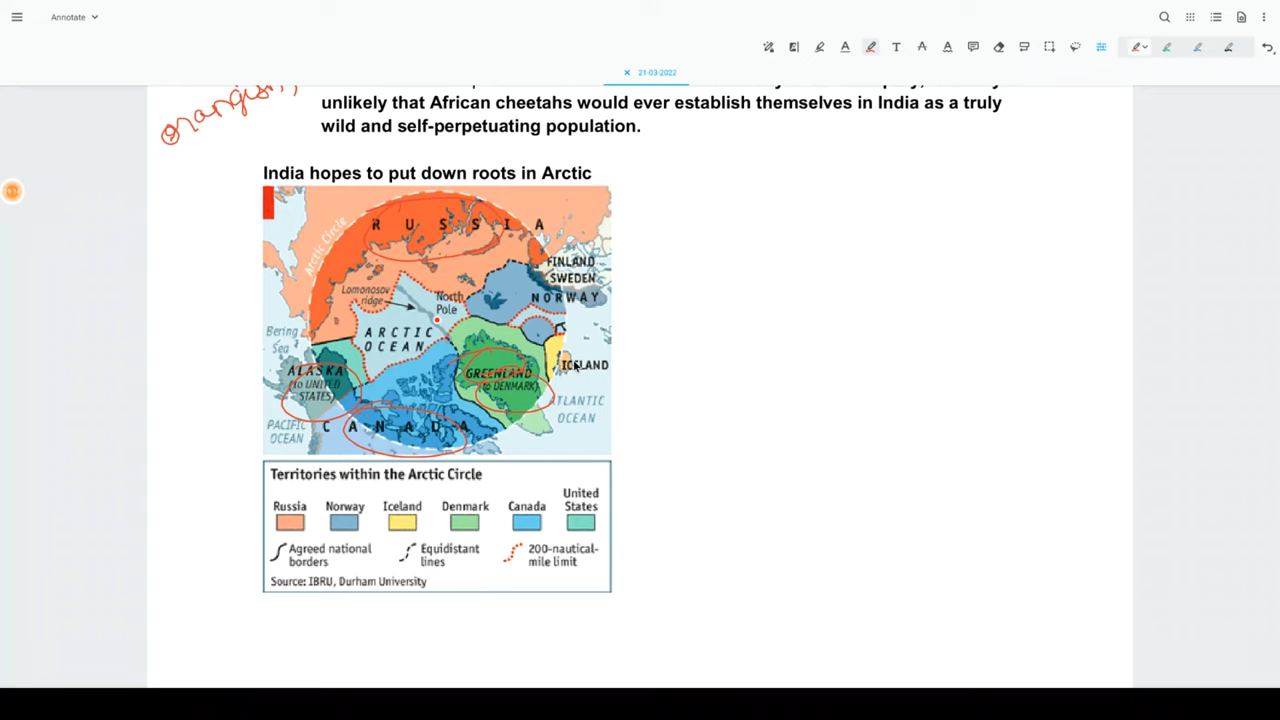 Annotate
21-03-2022
unlikely that African cheetahs would ever establish themselves in India as a truly
wild and self-perpetuating population.
India hopes to put down roots in Arctic
RUSSIA
Arctic Circle
FINLAND
SWEDEN
NORWAY
Lomonosov
ridge
North
Pole
ARCTIC
OCEAN
Bering
Sea
ALASKA
(to UNITED
STATES)
GREENLAND
(to DENMARK)
ICELAND
ATLANTIC
OCEAN
PACIFIC
OCEAN
CANADA
Territories within the Arctic Circle
Russia Norway Iceland Denmark Canada United States
Agreed national
borders
Equidistant
lines
200-nautical-
mile limit
Source: IBRU, Durham University